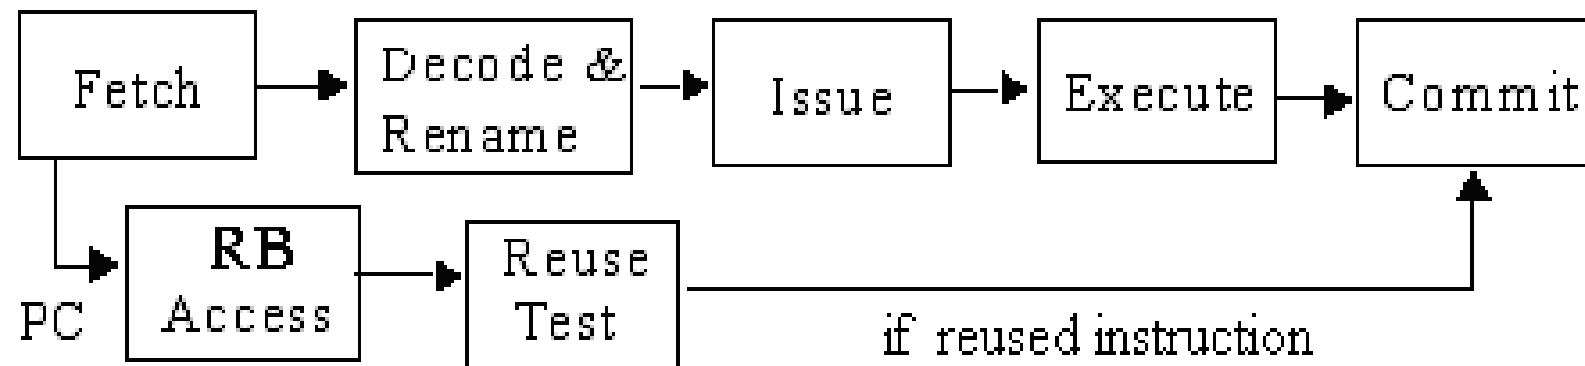 Fetch
Decode &
Rename
Issue
Execute
Commit
PC
RB
Access
Reuse
Test
if reused instruction